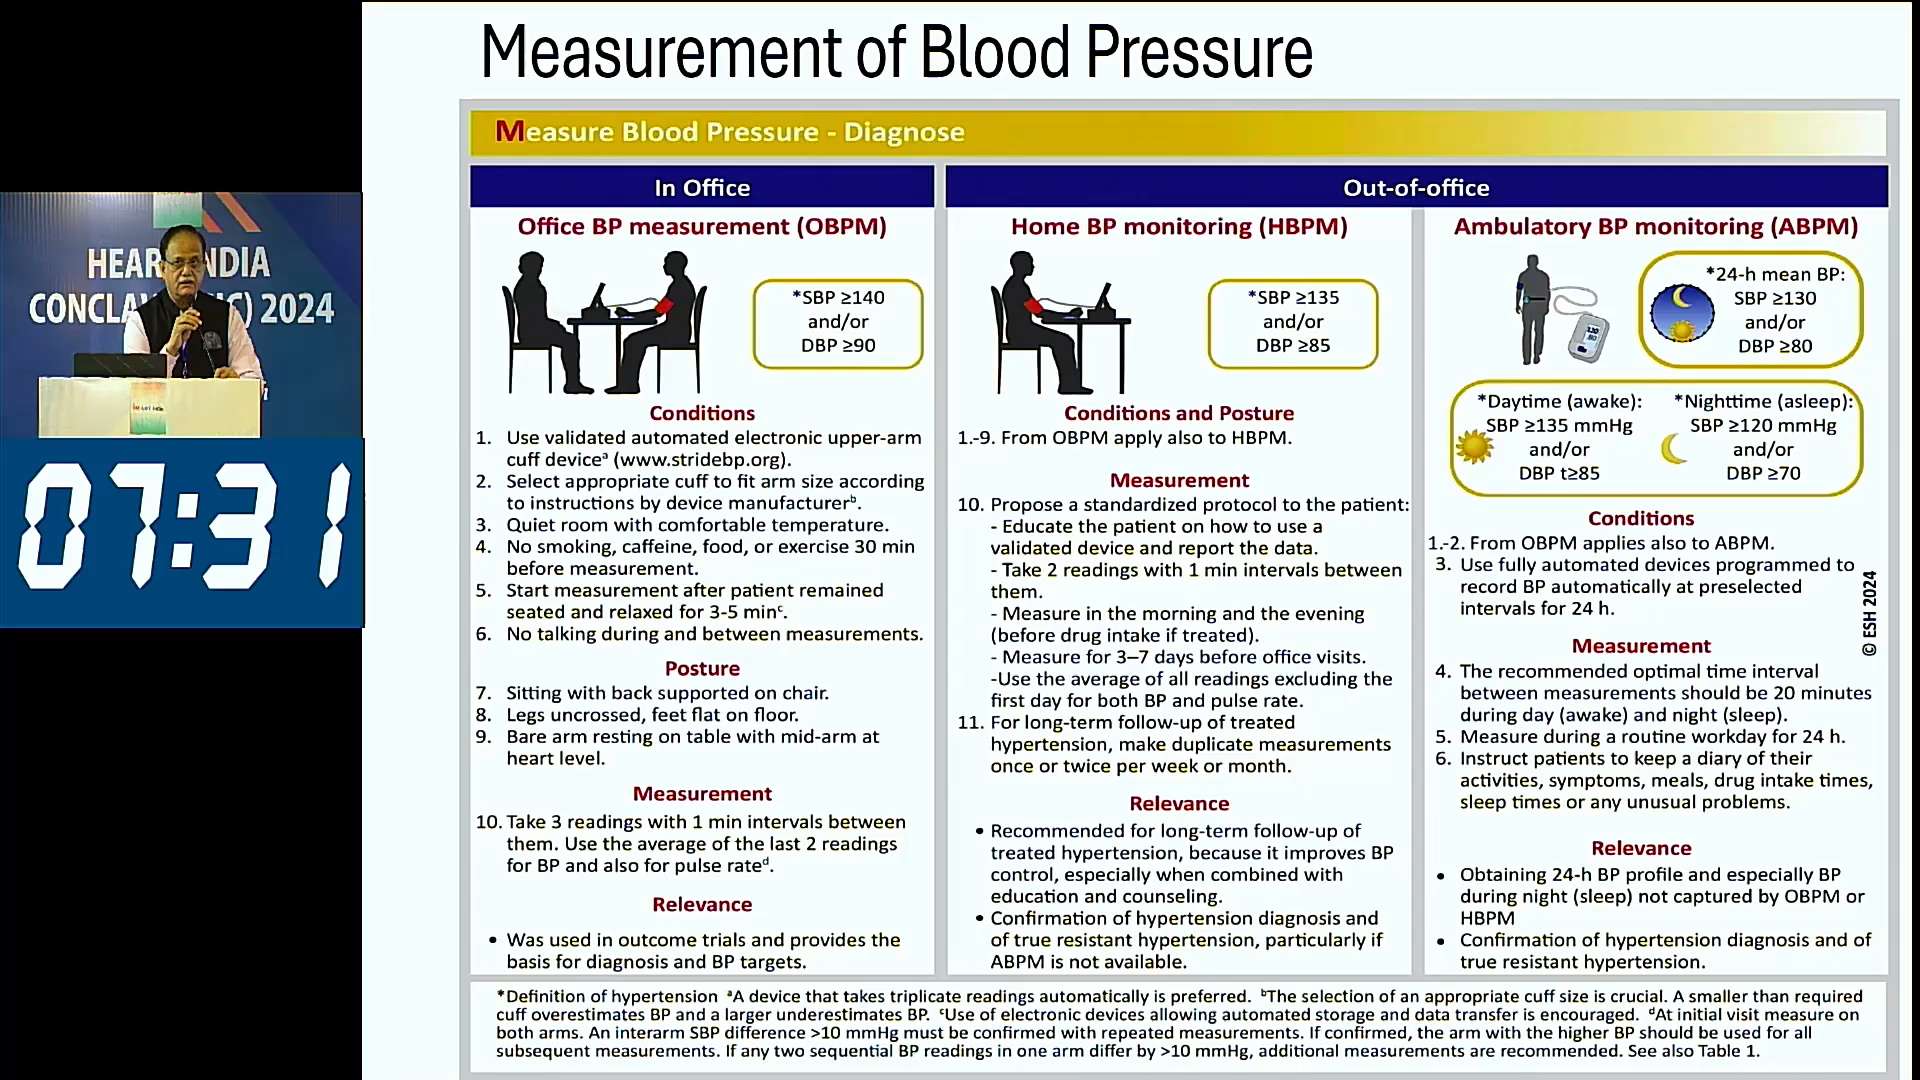 Measurement of Blood Pressure
Measure Blood Pressure - Diagnose
In Office
Office BP measurement (OBPM)
*SBP ≥140
and/or
DBP ≥90
Conditions
1. Use validated automated electronic upper-arm
cuff deviceᵃ (www.stridebp.org).
2. Select appropriate cuff to fit arm size according
to instructions by device manufacturerᵇ.
3. Quiet room with comfortable temperature.
4. No smoking, caffeine, food, or exercise 30 min
before measurement.
5. Start measurement after patient remained
seated and relaxed for 3-5 minᶜ.
6. No talking during and between measurements.
Posture
7. Sitting with back supported on chair.
8. Legs uncrossed, feet flat on floor.
9. Bare arm resting on table with mid-arm at
heart level.
Measurement
10. Take 3 readings with 1 min intervals between
them. Use the average of the last 2 readings
for BP and also for pulse rateᵈ.
Relevance
• Was used in outcome trials and provides the
basis for diagnosis and BP targets.
Out-of-office
Home BP monitoring (HBPM)
*SBP ≥135
and/or
DBP ≥85
Conditions and Posture
1.-9. From OBPM apply also to HBPM.
Measurement
10. Propose a standardized protocol to the patient:
- Educate the patient on how to use a
validated device and report the data.
- Take 2 readings with 1 min intervals between
them.
- Measure in the morning and the evening
(before drug intake if treated).
- Measure for 3–7 days before office visits.
-Use the average of all readings excluding the
first day for both BP and pulse rate.
11. For long-term follow-up of treated
hypertension, make duplicate measurements
once or twice per week or month.
Relevance
• Recommended for long-term follow-up of
treated hypertension, because it improves BP
control, especially when combined with
education and counseling.
• Confirmation of hypertension diagnosis and
of true resistant hypertension, particularly if
ABPM is not available.
Ambulatory BP monitoring (ABPM)
*24-h mean BP:
SBP ≥130
and/or
DBP ≥80
*Daytime (awake):
SBP ≥135 mmHg
and/or
DBP t≥85
*Nighttime (asleep):
SBP ≥120 mmHg
and/or
DBP ≥70
Conditions
1.-2. From OBPM applies also to ABPM.
3. Use fully automated devices programmed to
record BP automatically at preselected
intervals for 24 h.
Measurement
4. The recommended optimal time interval
between measurements should be 20 minutes
during day (awake) and night (sleep).
5. Measure during a routine workday for 24 h.
6. Instruct patients to keep a diary of their
activities, symptoms, meals, drug intake times,
sleep times or any unusual problems.
Relevance
• Obtaining 24-h BP profile and especially BP
during night (sleep) not captured by OBPM or
HBPM
• Confirmation of hypertension diagnosis and of
true resistant hypertension.
© ESH 2024
*Definition of hypertension ᵃA device that takes triplicate readings automatically is preferred. ᵇThe selection of an appropriate cuff size is crucial. A smaller than required
cuff overestimates BP and a larger underestimates BP. ᶜUse of electronic devices allowing automated storage and data transfer is encouraged. ᵈAt initial visit measure on
both arms. An interarm SBP difference >10 mmHg must be confirmed with repeated measurements. If confirmed, the arm with the higher BP should be used for all
subsequent measurements. If any two sequential BP readings in one arm differ by >10 mmHg, additional measurements are recommended. See also Table 1.
HEAR NDIA
CONCLA C) 2024
07:31